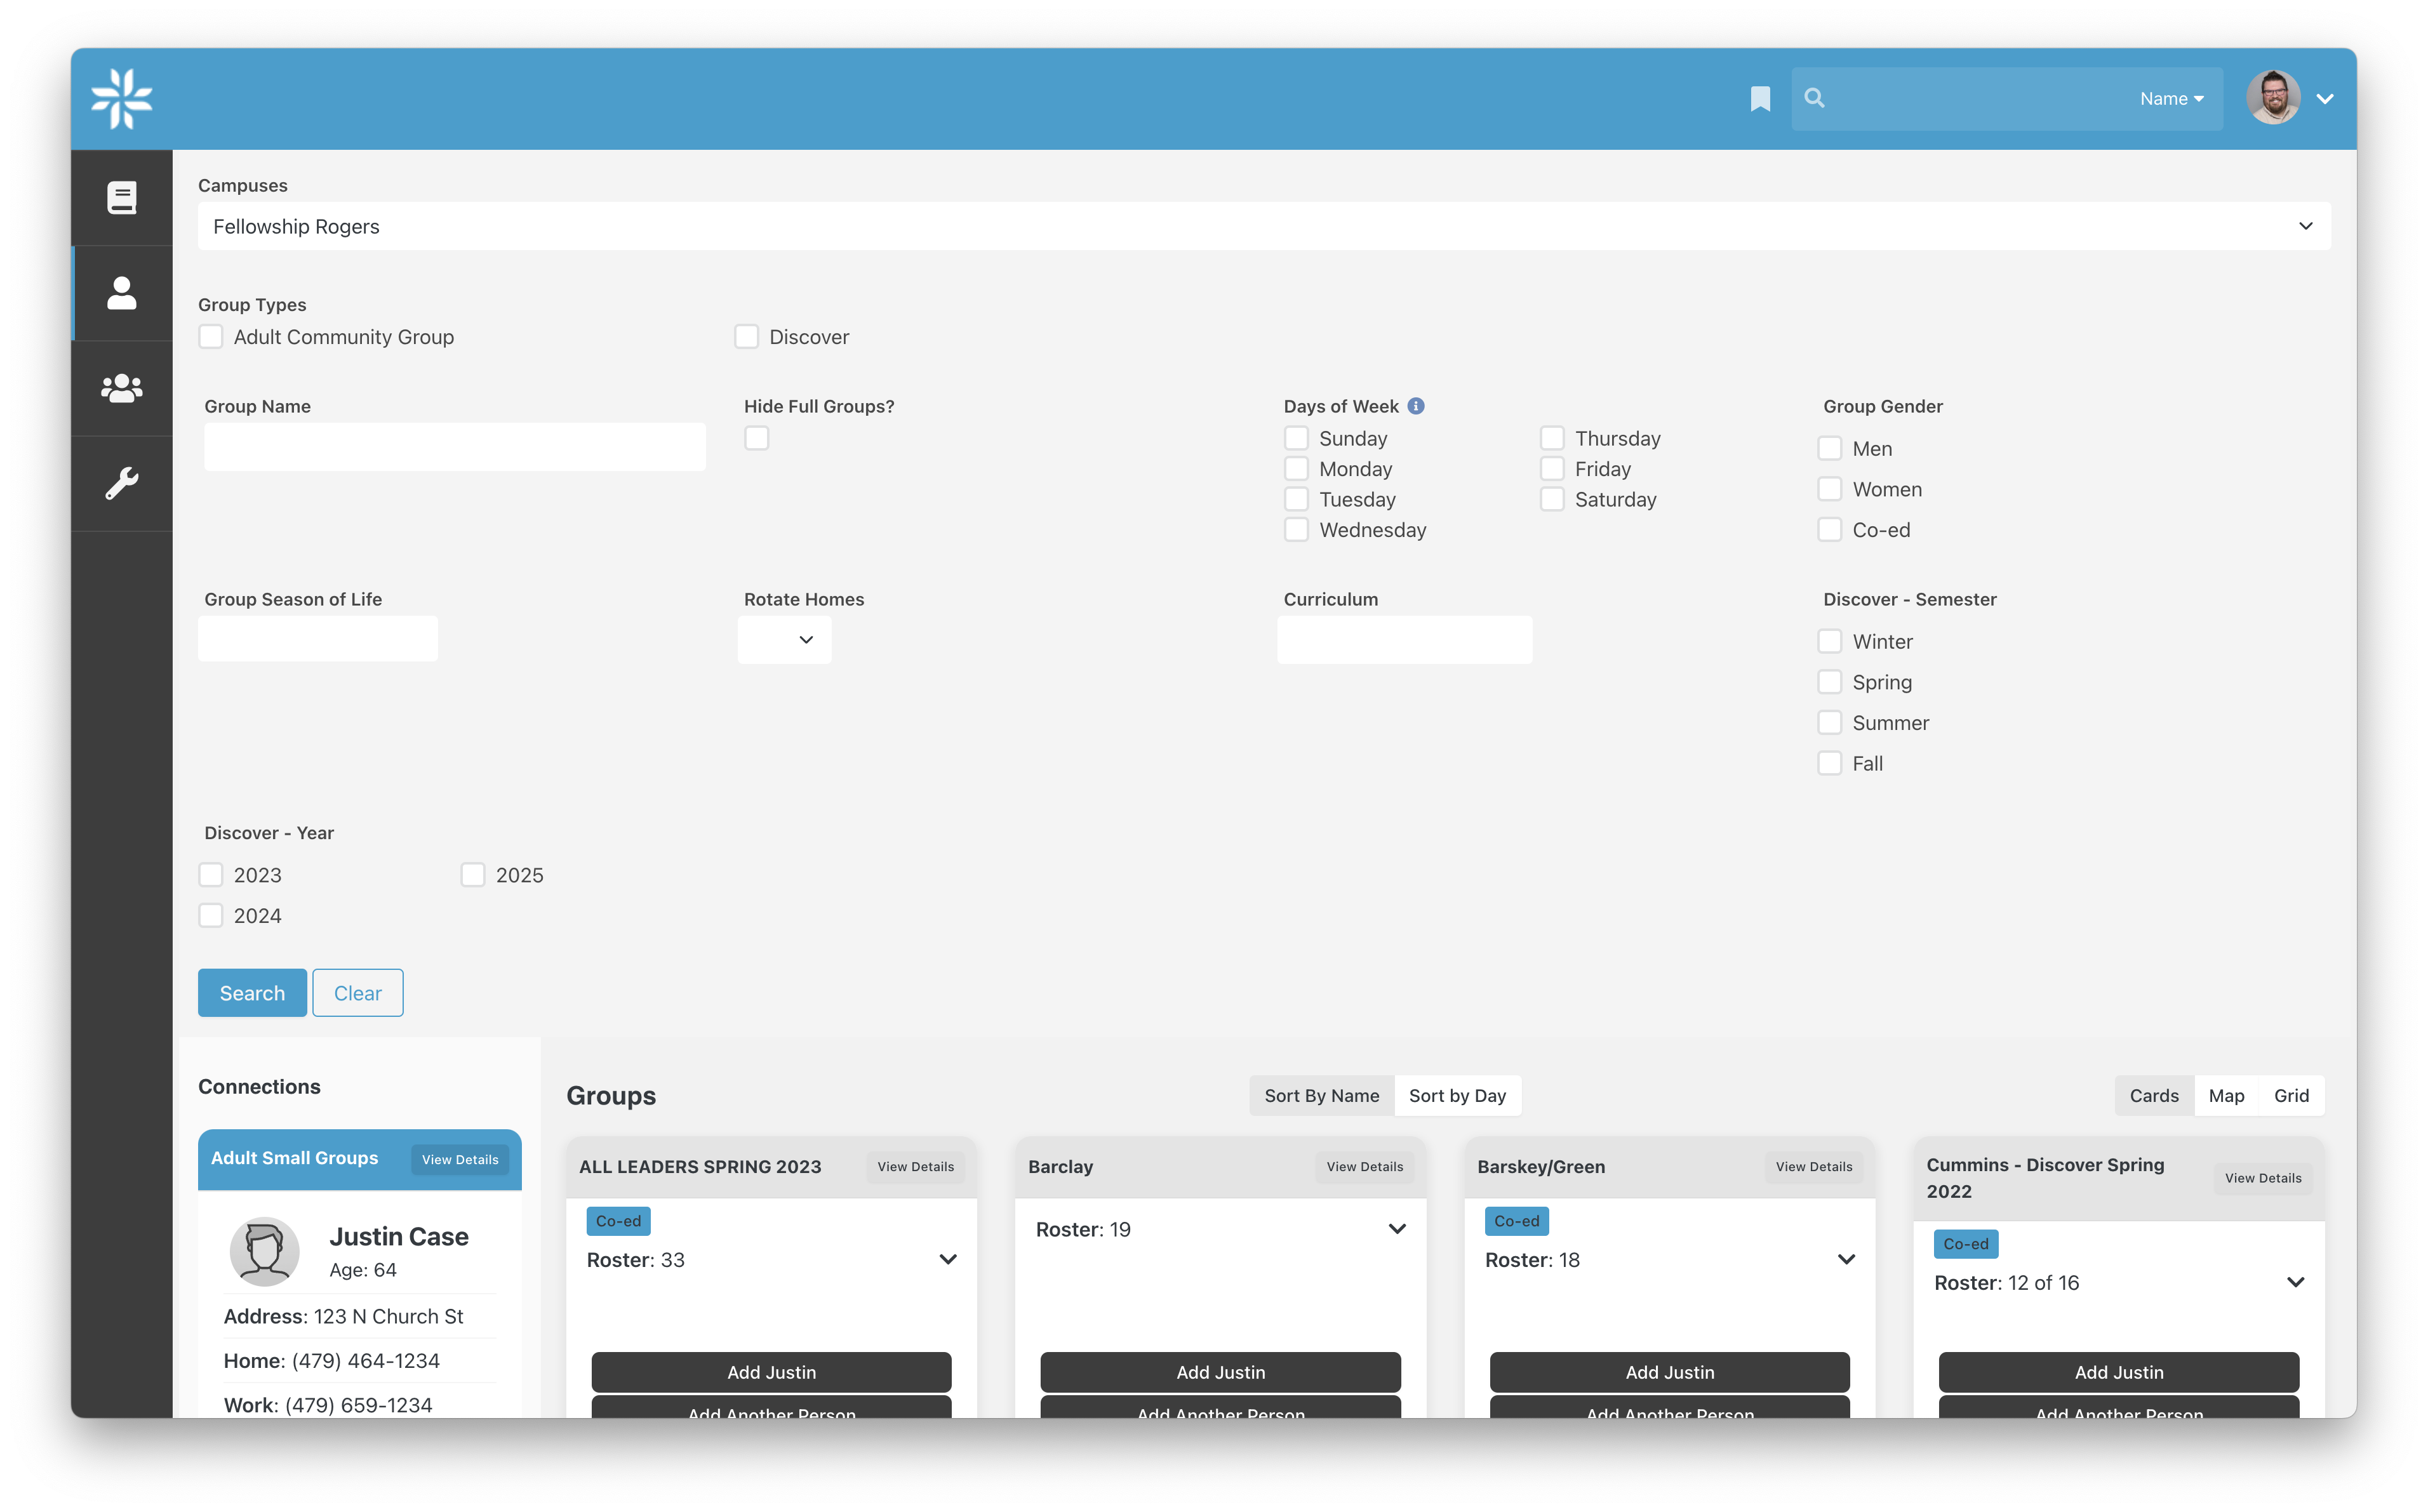 Name
Campuses
Fellowship Rogers
Group Types
Adult Community Group
Discover
Group Name
Hide Full Groups?
Days of Week
Sunday
Monday
Tuesday
Wednesday
Thursday
Friday
Saturday
Group Gender
Men
Women
Co-ed
Group Season of Life
Rotate Homes
Curriculum
Discover - Semester
Winter
Spring
Summer
Fall
Discover - Year
2023
2024
2025
Search
Clear
Connections
Adult Small Groups
View Details
Justin Case
Age: 64
Address: 123 N Church St
Home: (479) 464-1234
Work: (479) 659-1234
Groups
Sort By Name
Sort by Day
Cards
Map
Grid
ALL LEADERS SPRING 2023
View Details
Co-ed
Roster: 33
Add Justin
Add Another Person
Barclay
View Details
Roster: 19
Add Justin
Add Another Person
Barskey/Green
View Details
Co-ed
Roster: 18
Add Justin
Add Another Person
Cummins - Discover Spring
2022
View Details
Co-ed
Roster: 12 of 16
Add Justin
Add Another Person